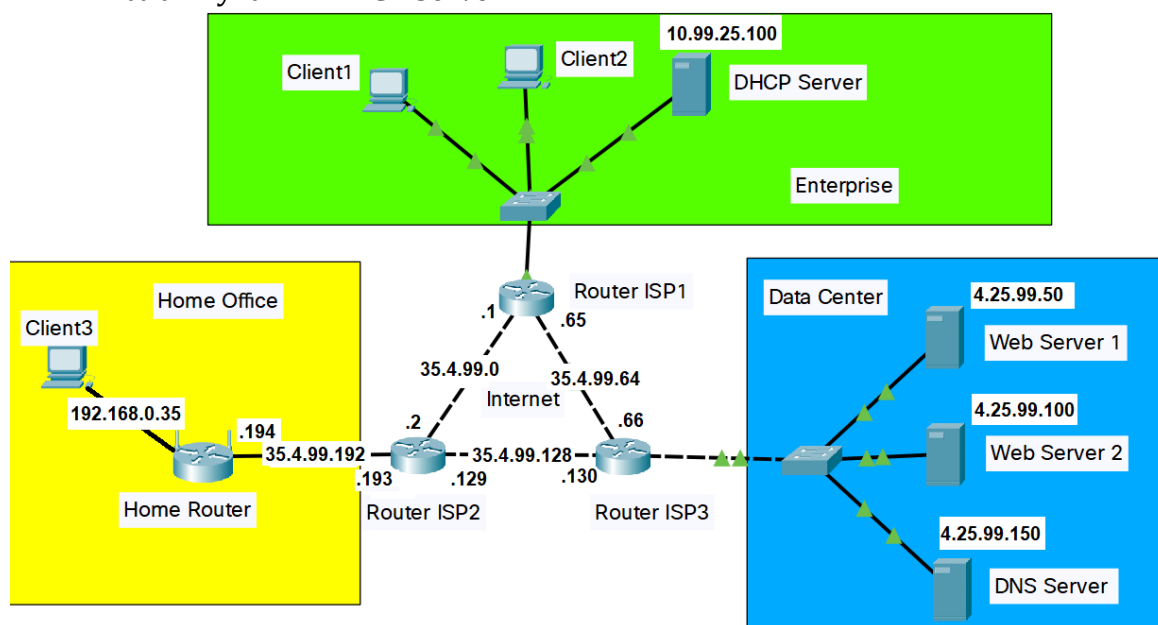 10.99.25.100
Client1
Client2
DHCP Server
Enterprise
Home Office
Router ISP1
Data Center
4.25.99.50
.1
.65
Client3
Web Server 1
35.4.99.0
35.4.99.64
Internet
192.168.0.35
4.25.99.100
.2
.66
.194
35.4.99.192
35.4.99.128
Web Server 2
.193
.129
.130
Home Router
Router ISP2
Router ISP3
4.25.99.150
DNS Server